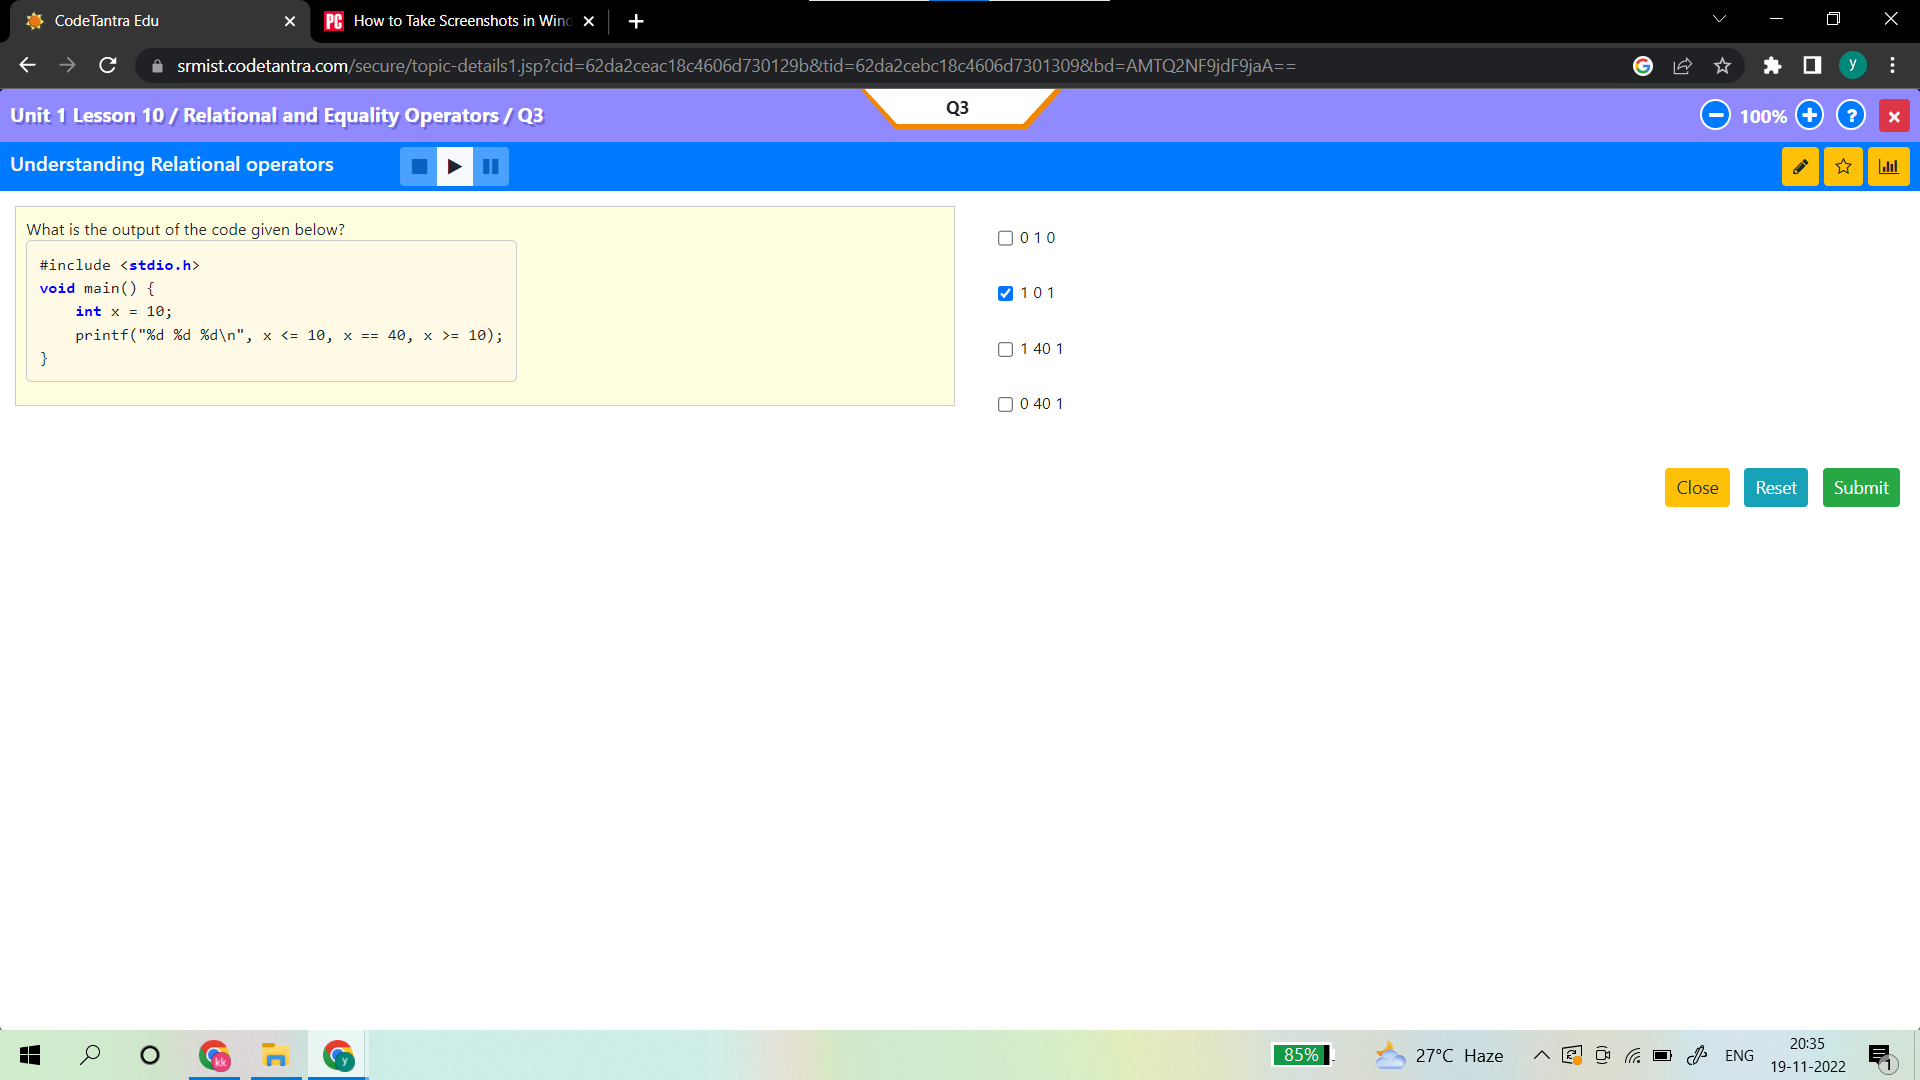 CodeTantra Edu
PC How to Take Screenshots in Wind
srmist.codetantra.com/secure/topic-details1.jsp?cid=62da2ceac18c4606d730129b&tid=62da2cebc18c4606d7301309&bd=AMTQ2NF9jdF9jaA==
G
y
Unit 1 Lesson 10 / Relational and Equality Operators / Q3
Q3
100%
?
Understanding Relational operators
What is the output of the code given below?
#include <stdio.h>
void main() {
    int x = 10;
    printf("%d %d %d\n", x <= 10, x == 40, x >= 10);
}
0 1 0
1 0 1
1 40 1
0 40 1
Close
Reset
Submit
kk
y
85%
27°C Haze
ENG
20:35
19-11-2022
1